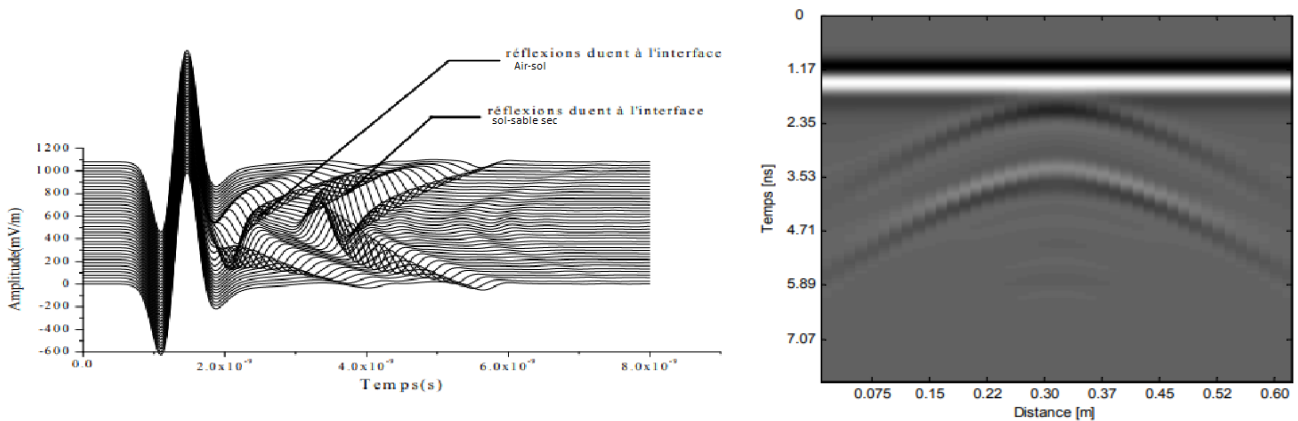 réflexions duent à l'interface
Air-sol
réflexions duent à l'interface
sol-sable sec
1200
1000
800
600
400
200
0
-200
-400
-600
Amplitude(mV/m)
0.0
2.0x10⁻⁹
4.0x10⁻⁹
6.0x10⁻⁹
8.0x10⁻⁹
Temps(s)
0
1.17
2.35
3.53
4.71
5.89
7.07
Temps [ns]
0.075
0.15
0.22
0.30
0.37
0.45
0.52
0.60
Distance [m]